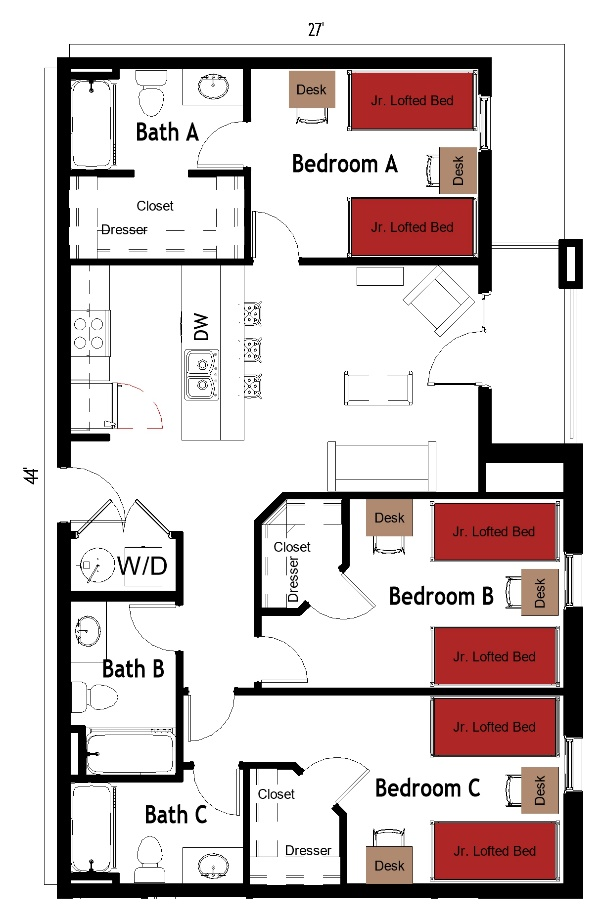 27'
Desk
Jr. Lofted Bed
Bath A
Bedroom A
Desk
Closet
Dresser
Jr. Lofted Bed
DW
44'
Desk
Jr. Lofted Bed
Closet
Dresser
W/D
Desk
Bedroom B
Jr. Lofted Bed
Bath B
Jr. Lofted Bed
Bedroom C
Desk
Closet
Bath C
Dresser
Desk
Jr. Lofted Bed